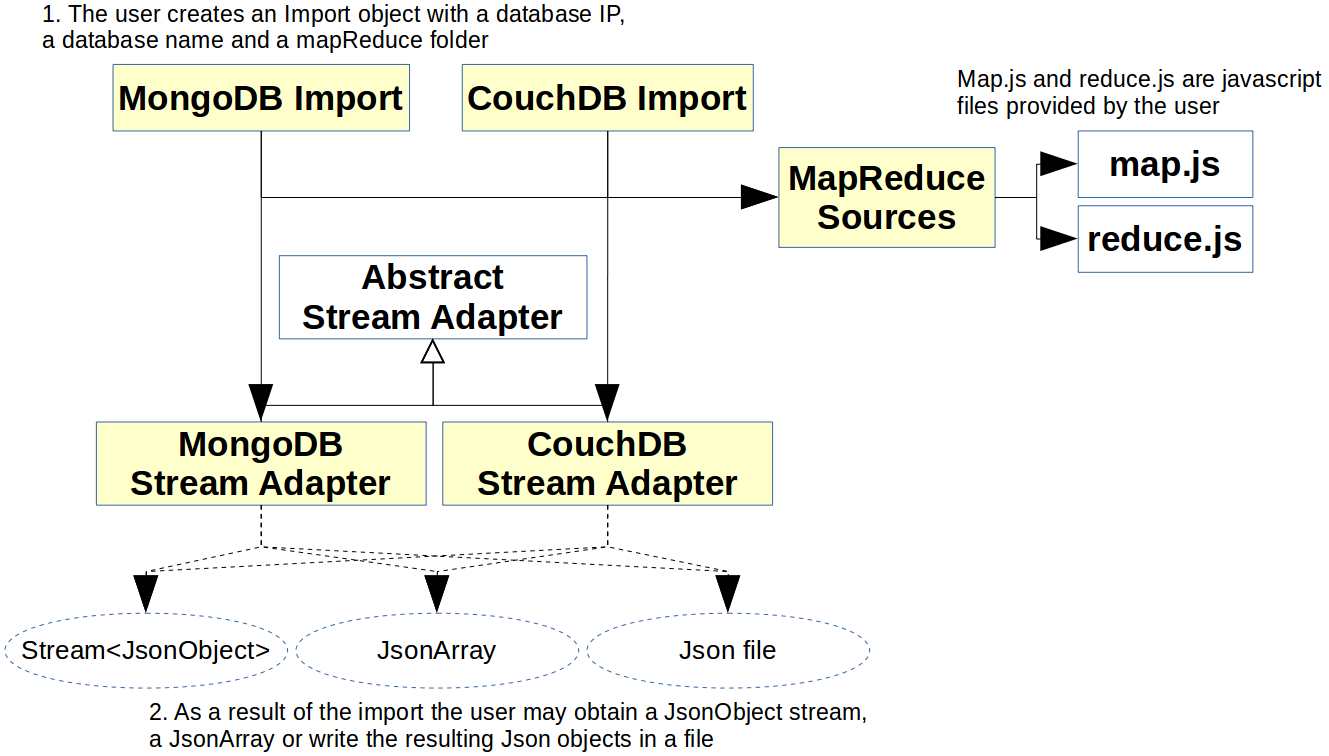 1. The user creates an Import object with a database IP,
a database name and a mapReduce folder
MongoDB Import
CouchDB Import
Map.js and reduce.js are javascript
files provided by the user
MapReduce
Sources
map.js
reduce.js
Abstract
Stream Adapter
MongoDB
Stream Adapter
CouchDB
Stream Adapter
Stream<JsonObject>
JsonArray
Json file
2. As a result of the import the user may obtain a JsonObject stream,
a JsonArray or write the resulting Json objects in a file